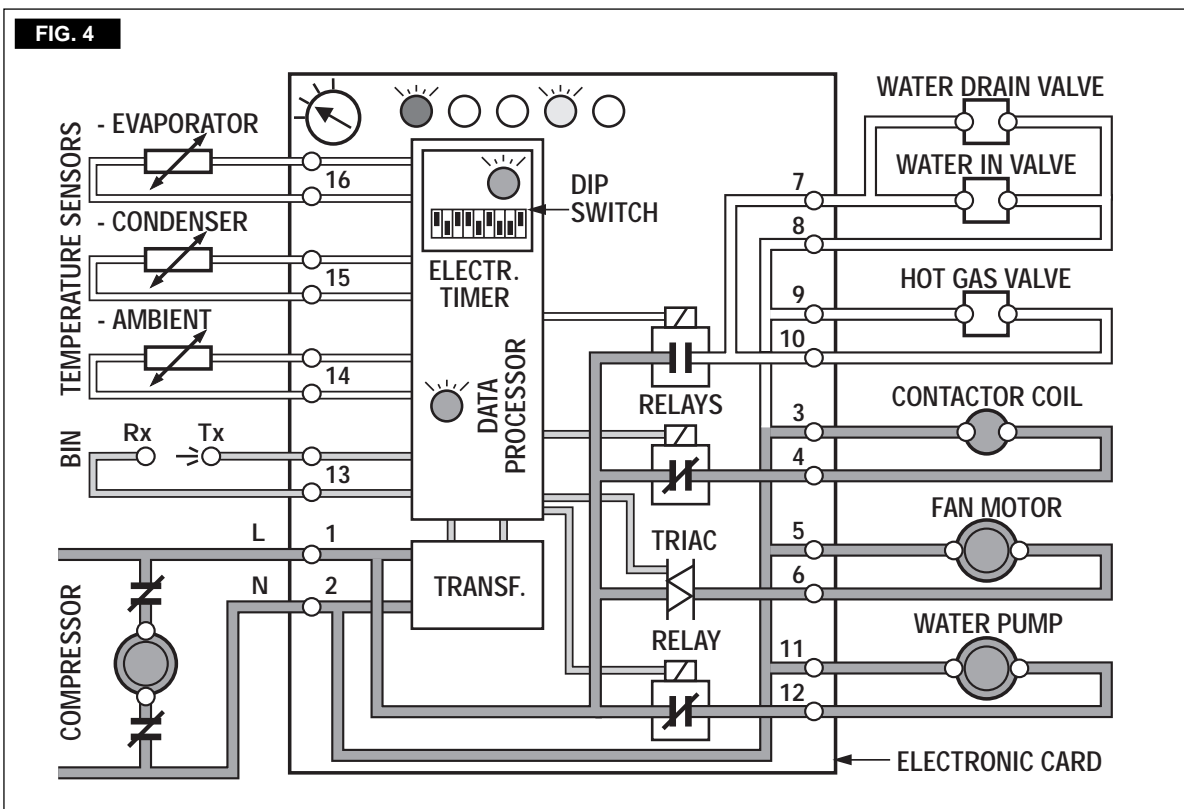 FIG. 4
TEMPERATURE SENSORS
- EVAPORATOR
16
- CONDENSER
15
- AMBIENT
14
BIN
Rx
Tx
13
L
1
N
2
COMPRESSOR
DIP
SWITCH
ELECTR.
TIMER
DATA
PROCESSOR
TRANSF.
RELAYS
TRIAC
RELAY
WATER DRAIN VALVE
WATER IN VALVE
7
8
HOT GAS VALVE
9
10
CONTACTOR COIL
3
4
FAN MOTOR
5
6
WATER PUMP
11
12
ELECTRONIC CARD